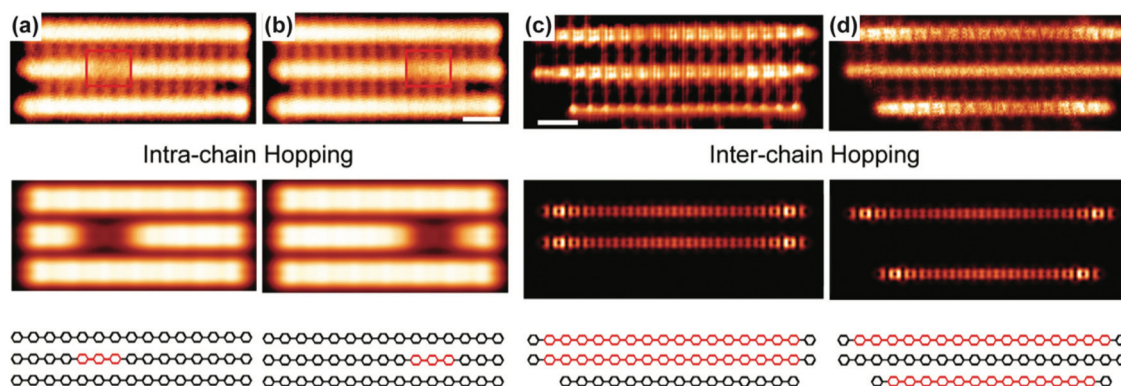 (a)
(b)
(c)
(d)
Intra-chain Hopping
Inter-chain Hopping